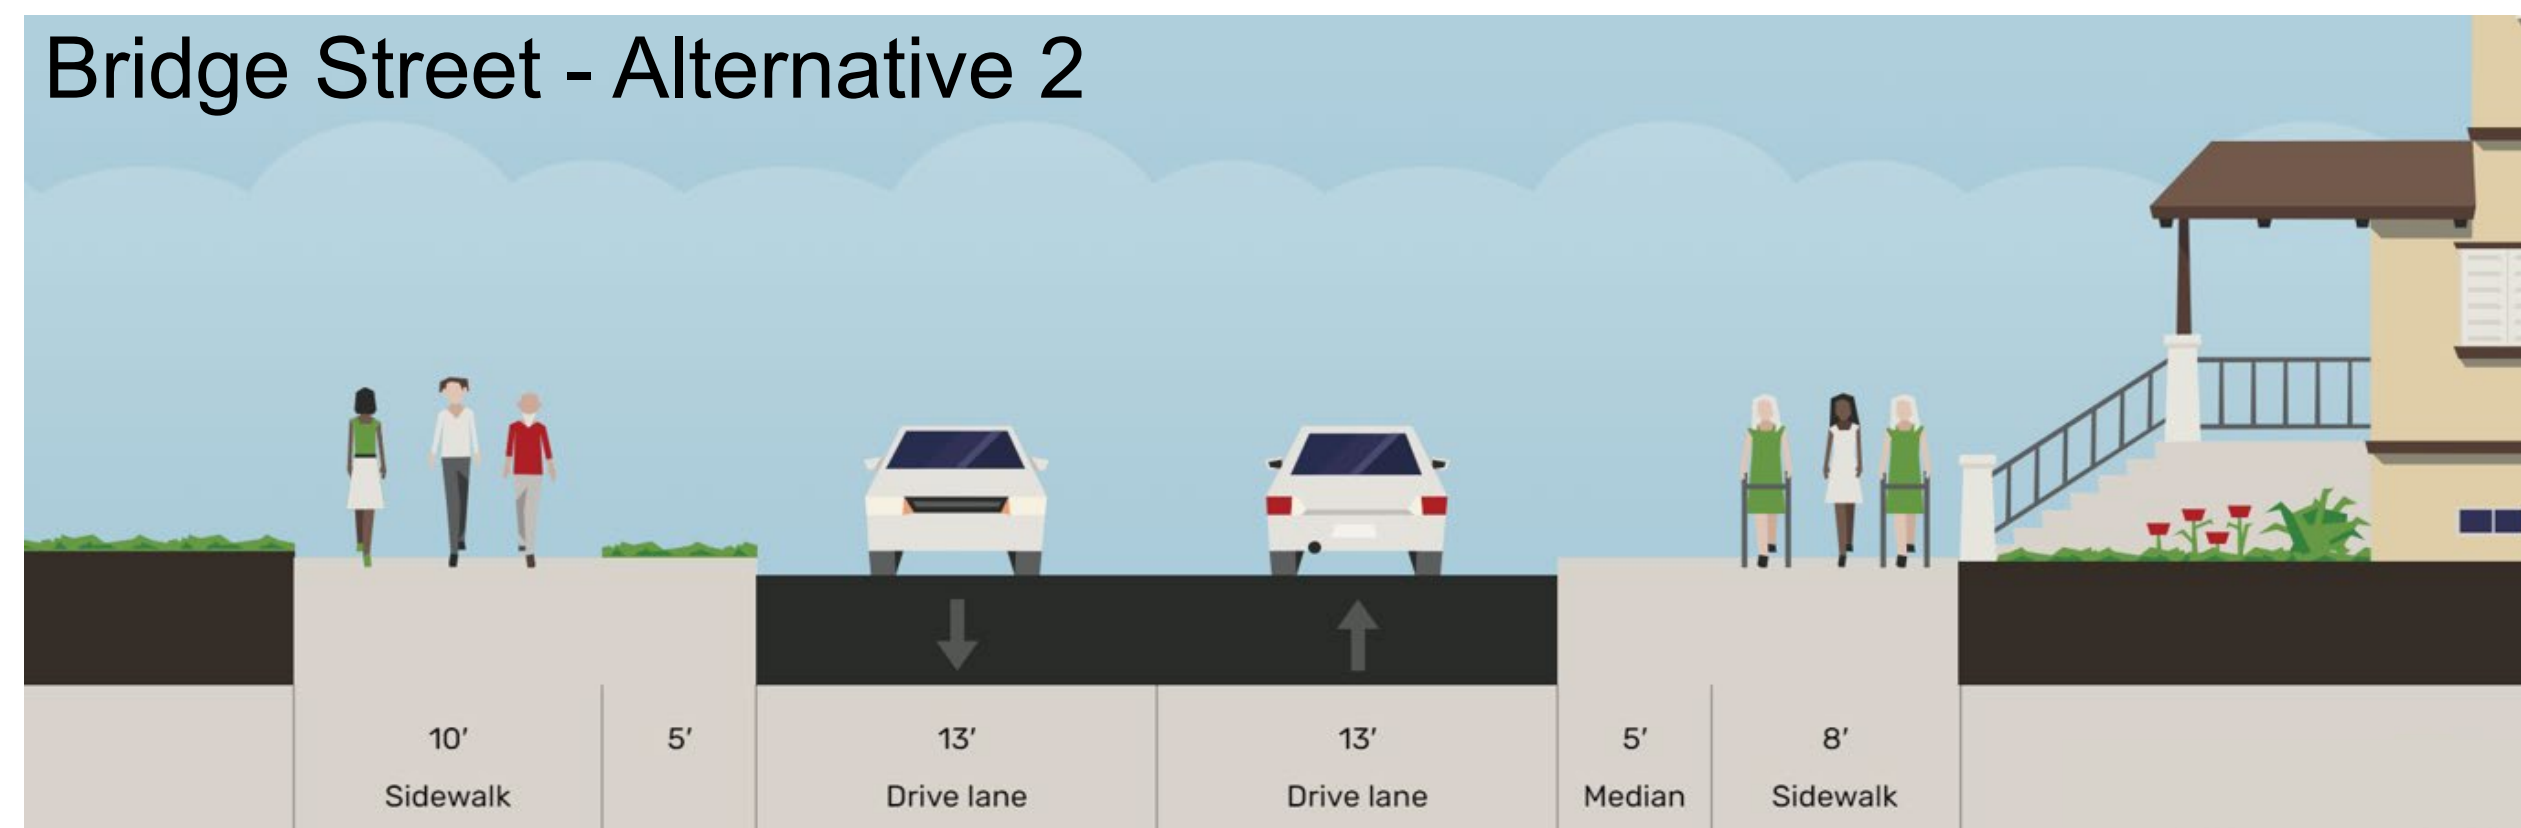 Bridge Street - Alternative 2
10′ 5′ 13′ 13′ 5′ 8′
Sidewalk Drive lane Drive lane Median Sidewalk